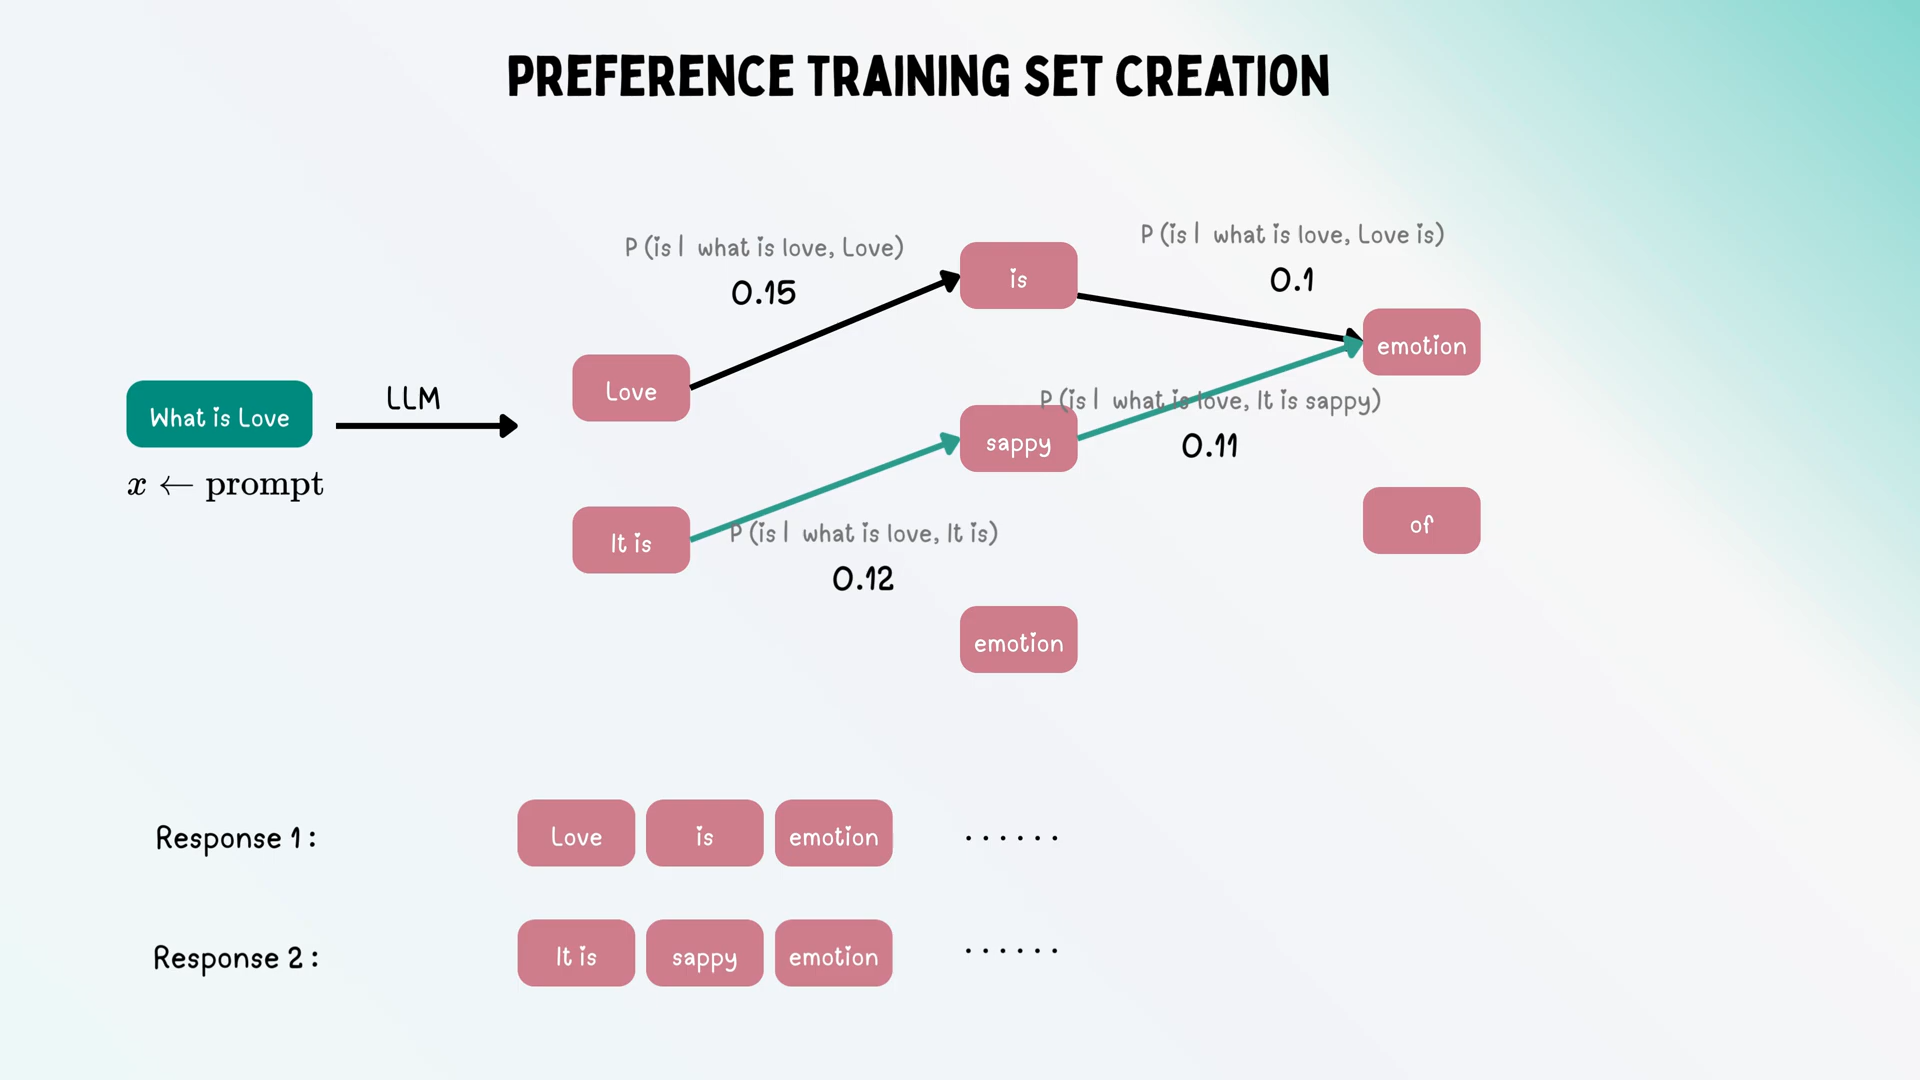 PREFERENCE TRAINING SET CREATION
P (is | what is love, Love)
0.15
is
P (is | what is love, Love is)
0.1
emotion
Love
What is Love
LLM
x ← prompt
P (is | what is love, It is sappy)
0.11
sappy
It is
P (is | what is love, It is)
0.12
of
emotion
Response 1 : Love is emotion ......
Response 2 : It is sappy emotion ......